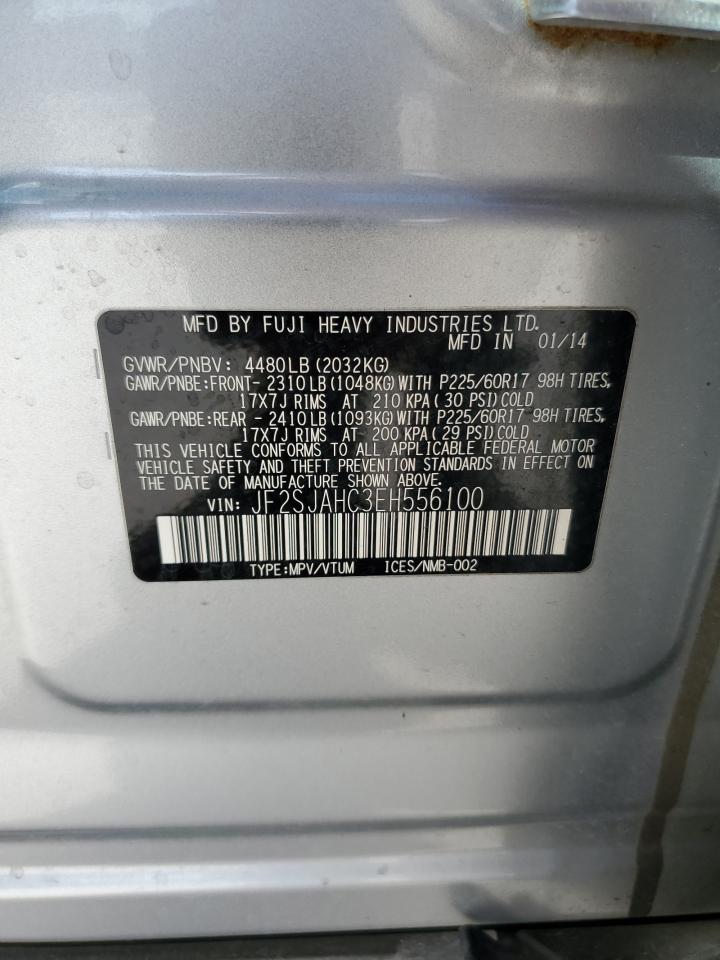 MFD BY FUJI HEAVY INDUSTRIES LTD.
MFD IN 01/14
GVWR/PNBV: 4480LB (2032KG)
GAWR/PNBE:FRONT- 2310LB (1048KG) WITH P225/60R17 98H TIRES,
17X7J RIMS AT 210 KPA (30 PSI) COLD
GAWR/PNBE:REAR - 2410LB (1093KG) WITH P225/60R17 98H TIRES,
17X7J RIMS AT 200 KPA (29 PSI) COLD
THIS VEHICLE CONFORMS TO ALL APPLICABLE FEDERAL MOTOR
VEHICLE SAFETY AND THEFT PREVENTION STANDARDS IN EFFECT ON
THE DATE OF MANUFACTURE SHOWN ABOVE.
VIN: JF2SJAHC3EH556100
TYPE:MPV/VTUM ICES/NMB-002